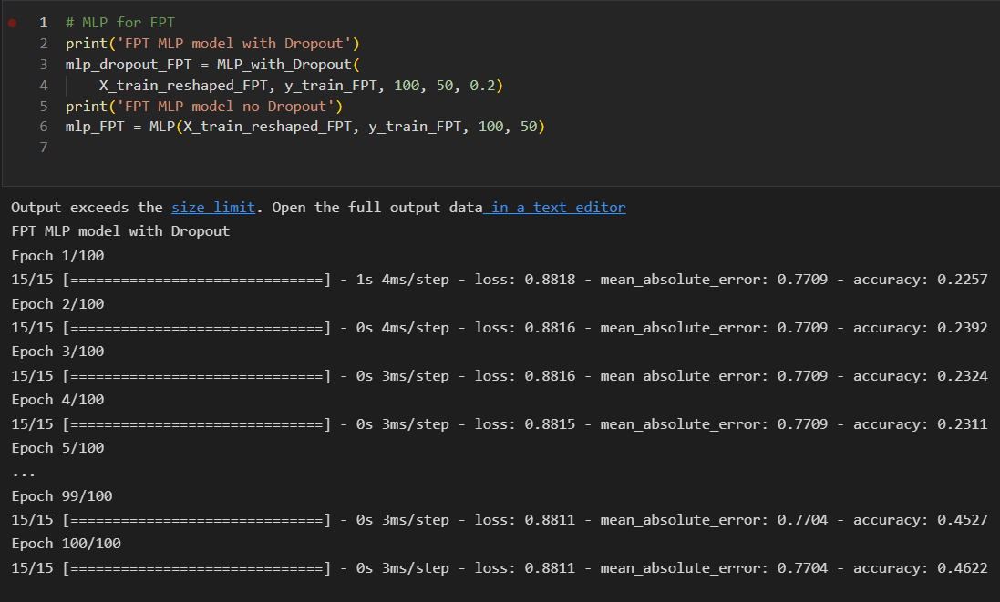 1 # MLP for FPT
2 print('FPT MLP model with Dropout')
3 mlp_dropout_FPT = MLP_with_Dropout(
4     X_train_reshaped_FPT, y_train_FPT, 100, 50, 0.2)
5 print('FPT MLP model no Dropout')
6 mlp_FPT = MLP(X_train_reshaped_FPT, y_train_FPT, 100, 50)
7
Output exceeds the size limit. Open the full output data in a text editor
FPT MLP model with Dropout
Epoch 1/100
15/15 [==============================] - 1s 4ms/step - loss: 0.8818 - mean_absolute_error: 0.7709 - accuracy: 0.2257
Epoch 2/100
15/15 [==============================] - 0s 4ms/step - loss: 0.8816 - mean_absolute_error: 0.7709 - accuracy: 0.2392
Epoch 3/100
15/15 [==============================] - 0s 3ms/step - loss: 0.8816 - mean_absolute_error: 0.7709 - accuracy: 0.2324
Epoch 4/100
15/15 [==============================] - 0s 3ms/step - loss: 0.8815 - mean_absolute_error: 0.7709 - accuracy: 0.2311
Epoch 5/100
...
Epoch 99/100
15/15 [==============================] - 0s 3ms/step - loss: 0.8811 - mean_absolute_error: 0.7704 - accuracy: 0.4527
Epoch 100/100
15/15 [==============================] - 0s 3ms/step - loss: 0.8811 - mean_absolute_error: 0.7704 - accuracy: 0.4622